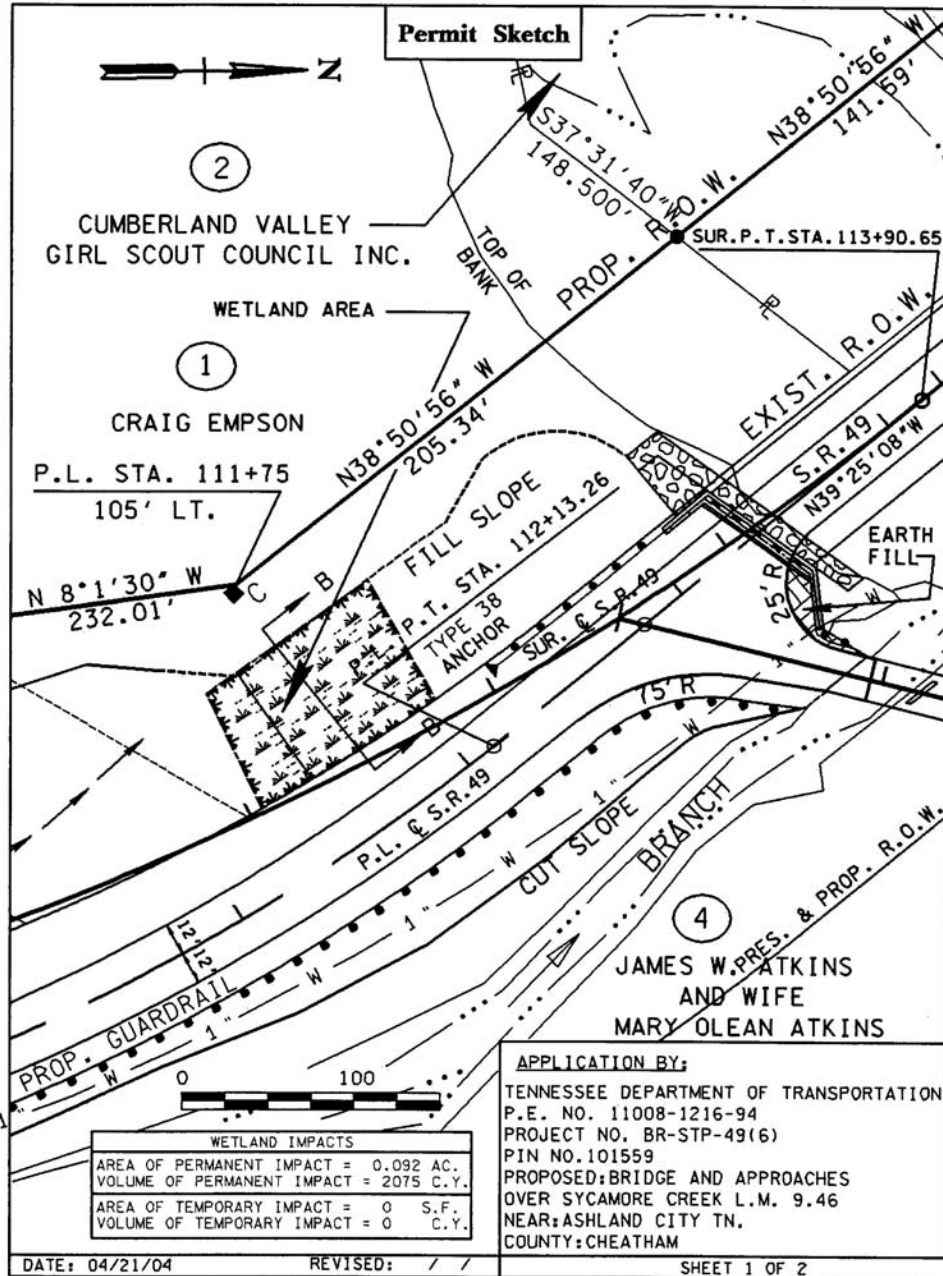 Permit Sketch
N
2
CUMBERLAND VALLEY
GIRL SCOUT COUNCIL INC.
PL
S37°31'40"W
148.500'
N38°50'56" W
141.59'
PROP. R.O.W.
SUR.P.T.STA.113+90.65
TOP OF
BANK
PL
WETLAND AREA
1
CRAIG EMPSON
EXIST. R.O.W.
N38°50'56" W
205.34'
S.R. 49
N39°25'08"W
P.L. STA. 111+75
105' LT.
FILL SLOPE
P.T. STA. 112+13.26
TYPE 38
ANCHOR
EARTH
FILL
N 8°1'30" W
232.01'
C
B
SUR. ℄ S.R.49
25'R
W
1"
75'R
B
P.L. ℄ S.R.49
1"
W
CUT SLOPE
BRANCH
1"
W
12'12'
4
PRES. & PROP. R.O.W.
JAMES W. ATKINS
AND WIFE
MARY OLEAN ATKINS
PROP. GUARDRAIL
W
1"
W
0 100
WETLAND IMPACTS
AREA OF PERMANENT IMPACT = 0.092 AC.
VOLUME OF PERMANENT IMPACT = 2075 C.Y.
AREA OF TEMPORARY IMPACT = 0 S.F.
VOLUME OF TEMPORARY IMPACT = 0 C.Y.
APPLICATION BY:
TENNESSEE DEPARTMENT OF TRANSPORTATION
P.E. NO. 11008-1216-94
PROJECT NO. BR-STP-49(6)
PIN NO.101559
PROPOSED:BRIDGE AND APPROACHES
OVER SYCAMORE CREEK L.M. 9.46
NEAR:ASHLAND CITY TN.
COUNTY:CHEATHAM
DATE: 04/21/04 REVISED: / /
SHEET 1 OF 2